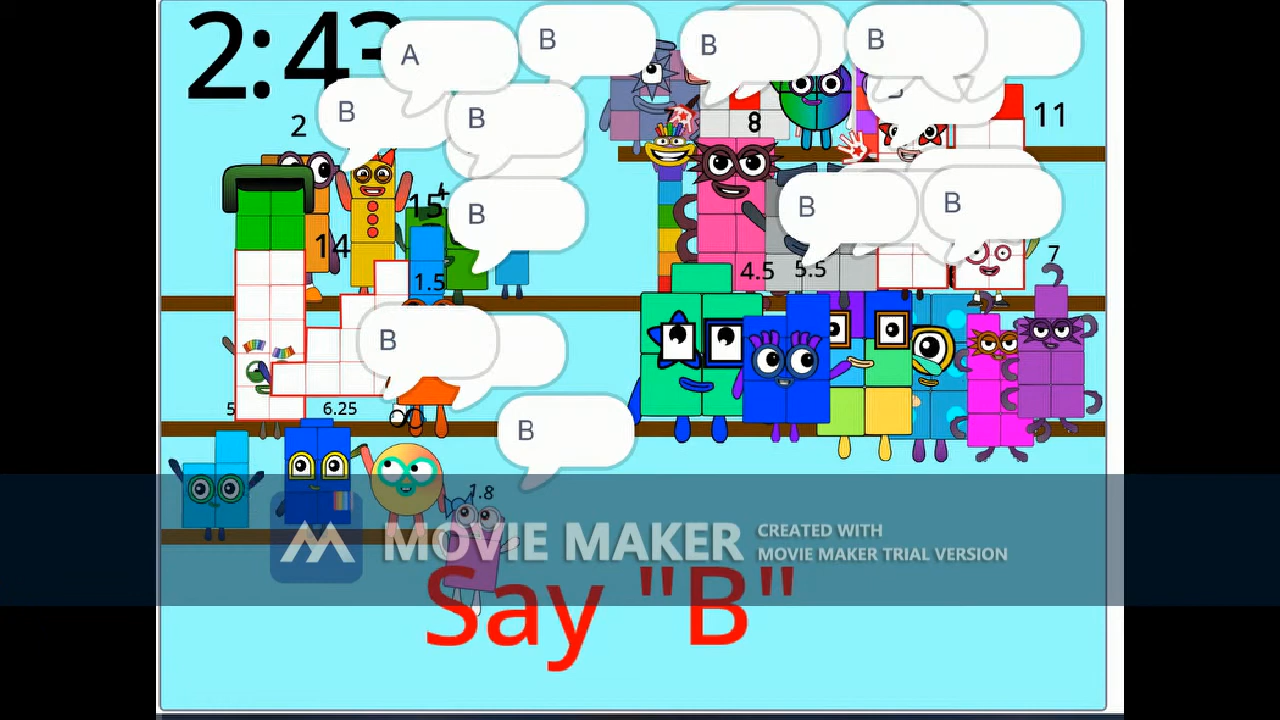 2:43
A
B
B
B
B
2
B
B
8
11
15
B
B
B
14
7
1.5
4.5
5.5
B
5
6.25
B
1.8
MOVIE MAKER
CREATED WITH
MOVIE MAKER TRIAL VERSION
Say "B"